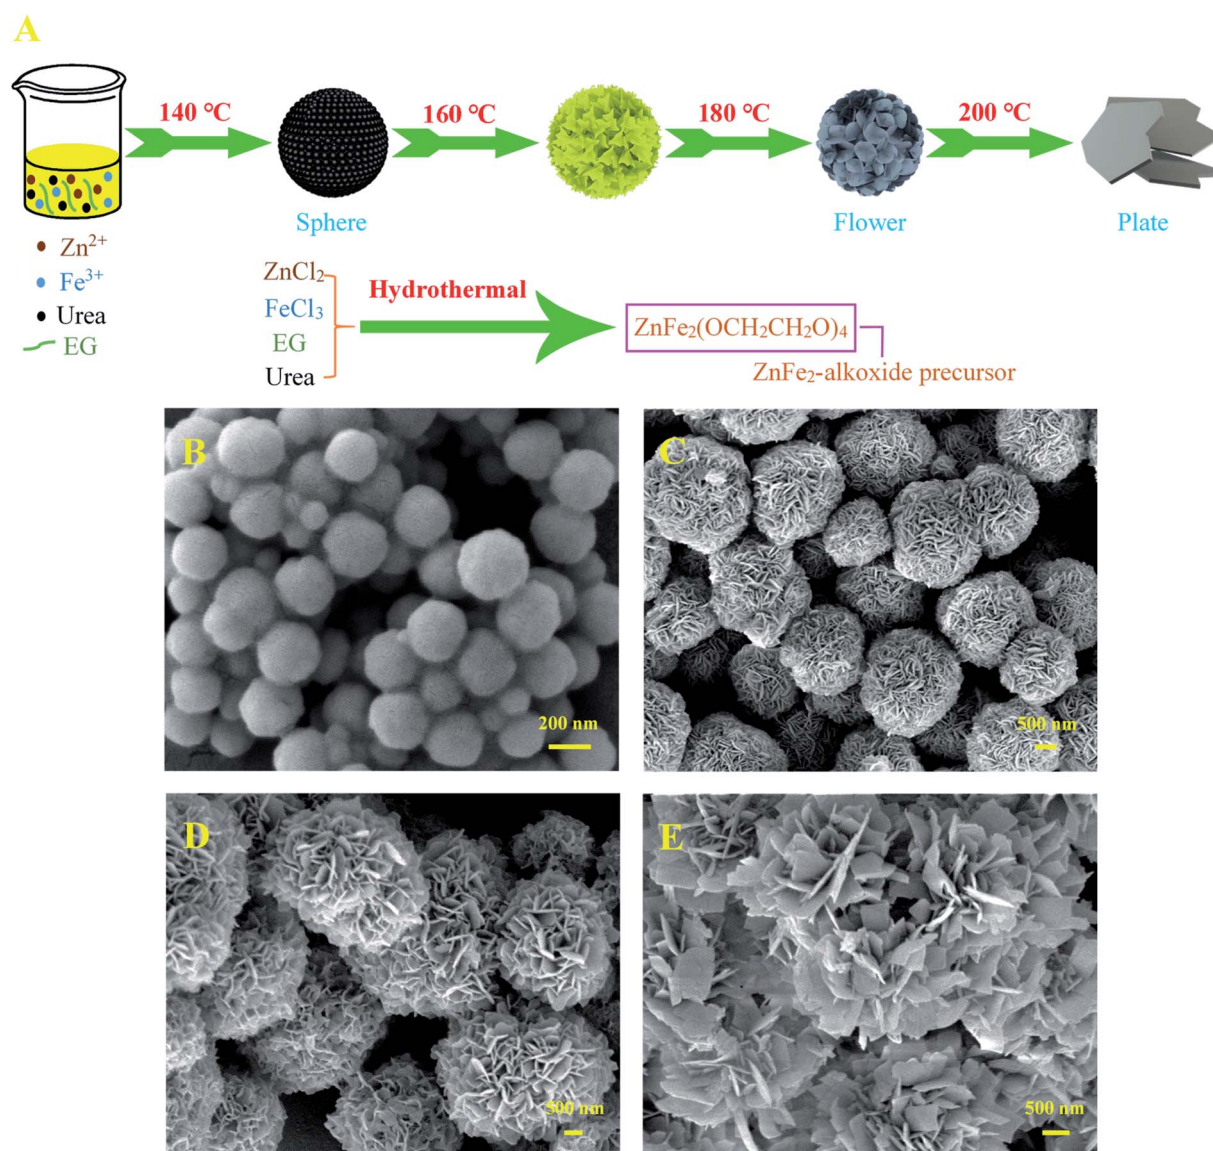 A
140 °C
160 °C
180 °C
200 °C
Sphere
Flower
Plate
Zn²⁺
Fe³⁺
Urea
EG
ZnCl₂
FeCl₃
EG
Urea
Hydrothermal
ZnFe₂(OCH₂CH₂O)₄
ZnFe₂-alkoxide precursor
B
200 nm
C
500 nm
D
500 nm
E
500 nm